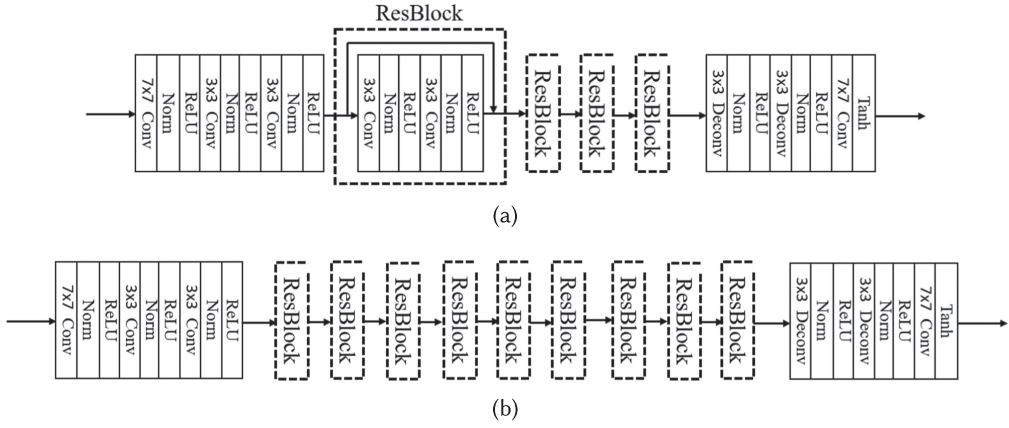 ResBlock
7x7 Conv
Norm
ReLU
3x3 Conv
Norm
ReLU
3x3 Conv
Norm
ReLU
3x3 Conv
Norm
ReLU
3x3 Conv
Norm
ReLU
ResBlock
ResBlock
ResBlock
3x3 Deconv
Norm
ReLU
3x3 Deconv
Norm
ReLU
7x7 Conv
Tanh
(a)
7x7 Conv
Norm
ReLU
3x3 Conv
Norm
ReLU
3x3 Conv
Norm
ReLU
ResBlock
ResBlock
ResBlock
ResBlock
ResBlock
ResBlock
ResBlock
ResBlock
ResBlock
3x3 Deconv
Norm
ReLU
3x3 Deconv
Norm
ReLU
7x7 Conv
Tanh
(b)